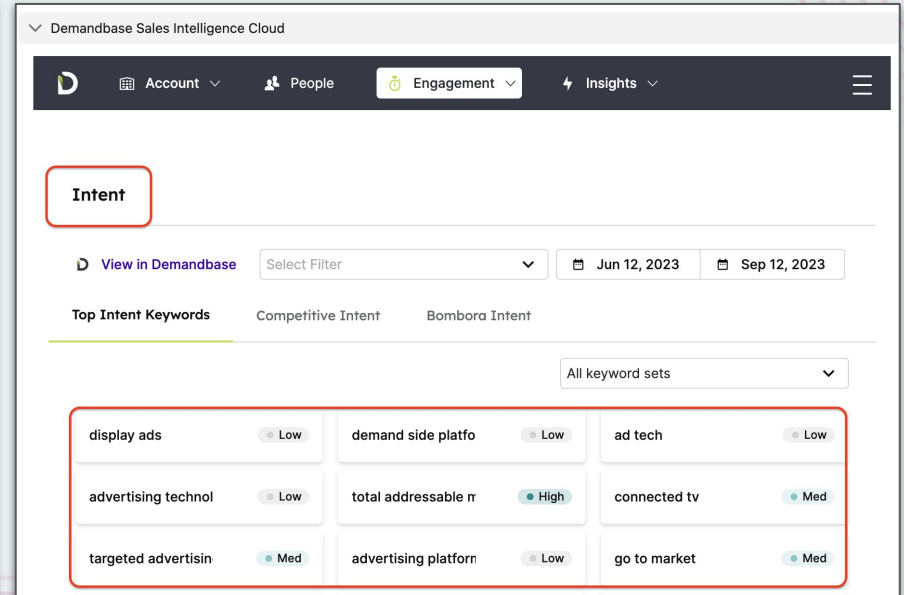 Demandbase Sales Intelligence Cloud
Account People Engagement Insights
Intent
View in Demandbase Select Filter Jun 12, 2023 Sep 12, 2023
Top Intent Keywords Competitive Intent Bombora Intent
All keyword sets
display ads Low demand side platfo Low ad tech Low
advertising technol Low total addressable m High connected tv Med
targeted advertisin Med advertising platform Low go to market Med